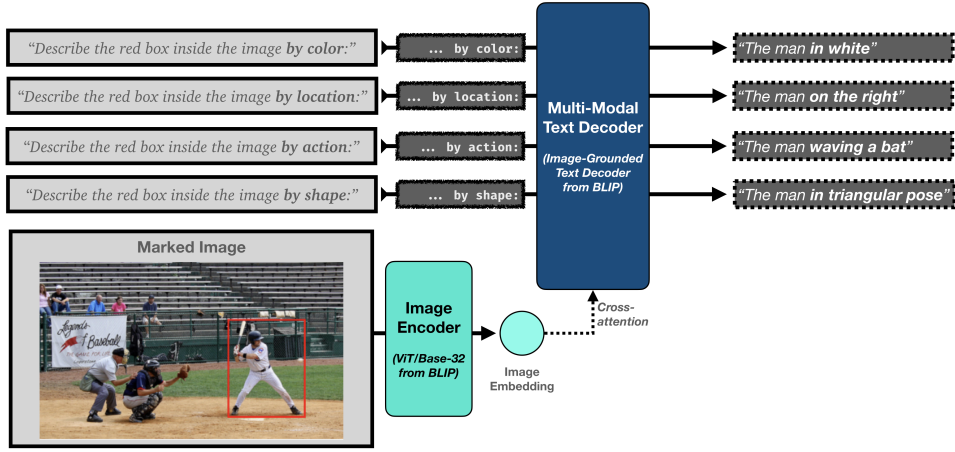 “Describe the red box inside the image by color:”
... by color:
“The man in white”
“Describe the red box inside the image by location:”
... by location:
“The man on the right”
“Describe the red box inside the image by action:”
... by action:
“The man waving a bat”
“Describe the red box inside the image by shape:”
... by shape:
“The man in triangular pose”
Multi-Modal
Text Decoder
(Image-Grounded
Text Decoder
from BLIP)
Marked Image
Legends
of Baseball
Image
Encoder
(ViT/Base-32
from BLIP)
Image
Embedding
Cross-
attention